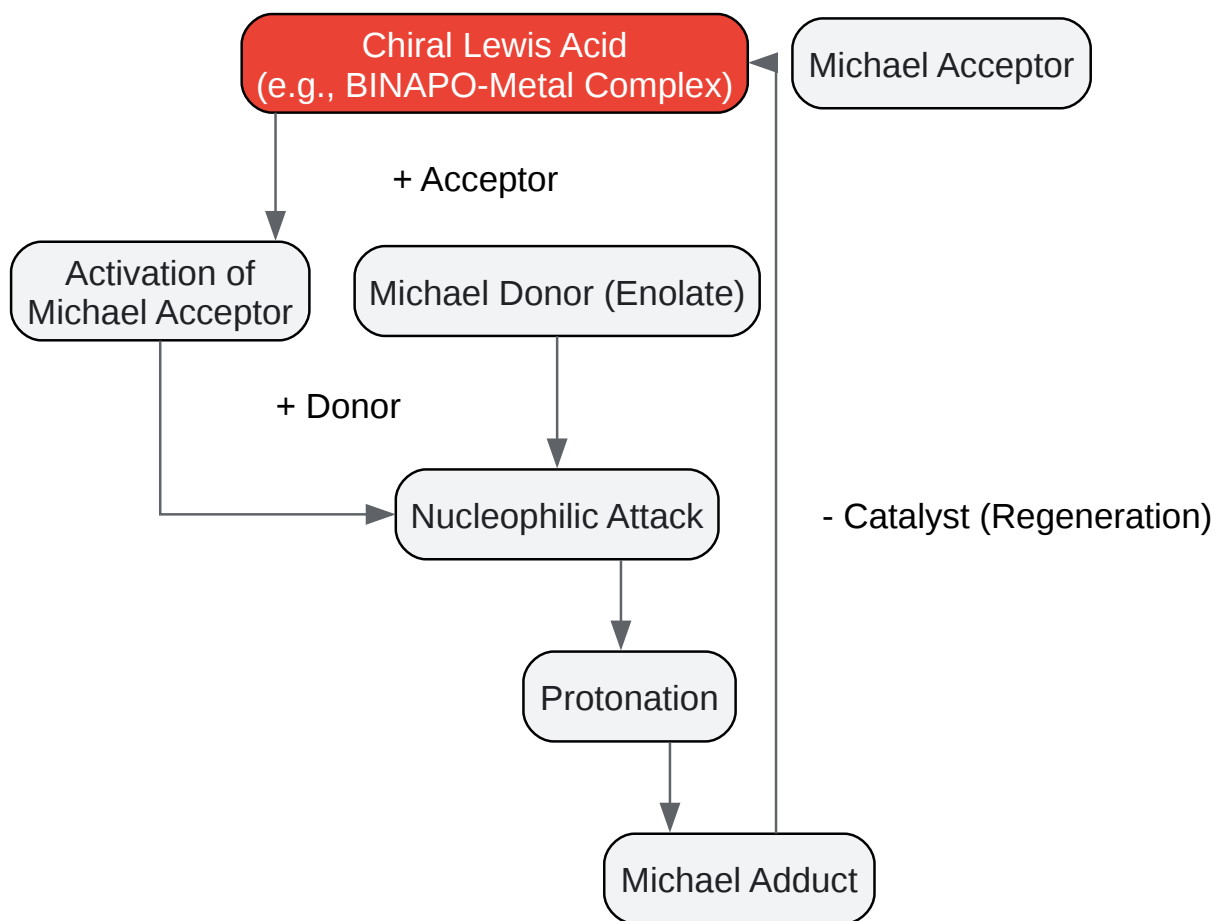 Chiral Lewis Acid
(e.g., BINAPO-Metal Complex)
Michael Acceptor
+ Acceptor
Activation of
Michael Acceptor
Michael Donor (Enolate)
+ Donor
Nucleophilic Attack
- Catalyst (Regeneration)
Protonation
Michael Adduct